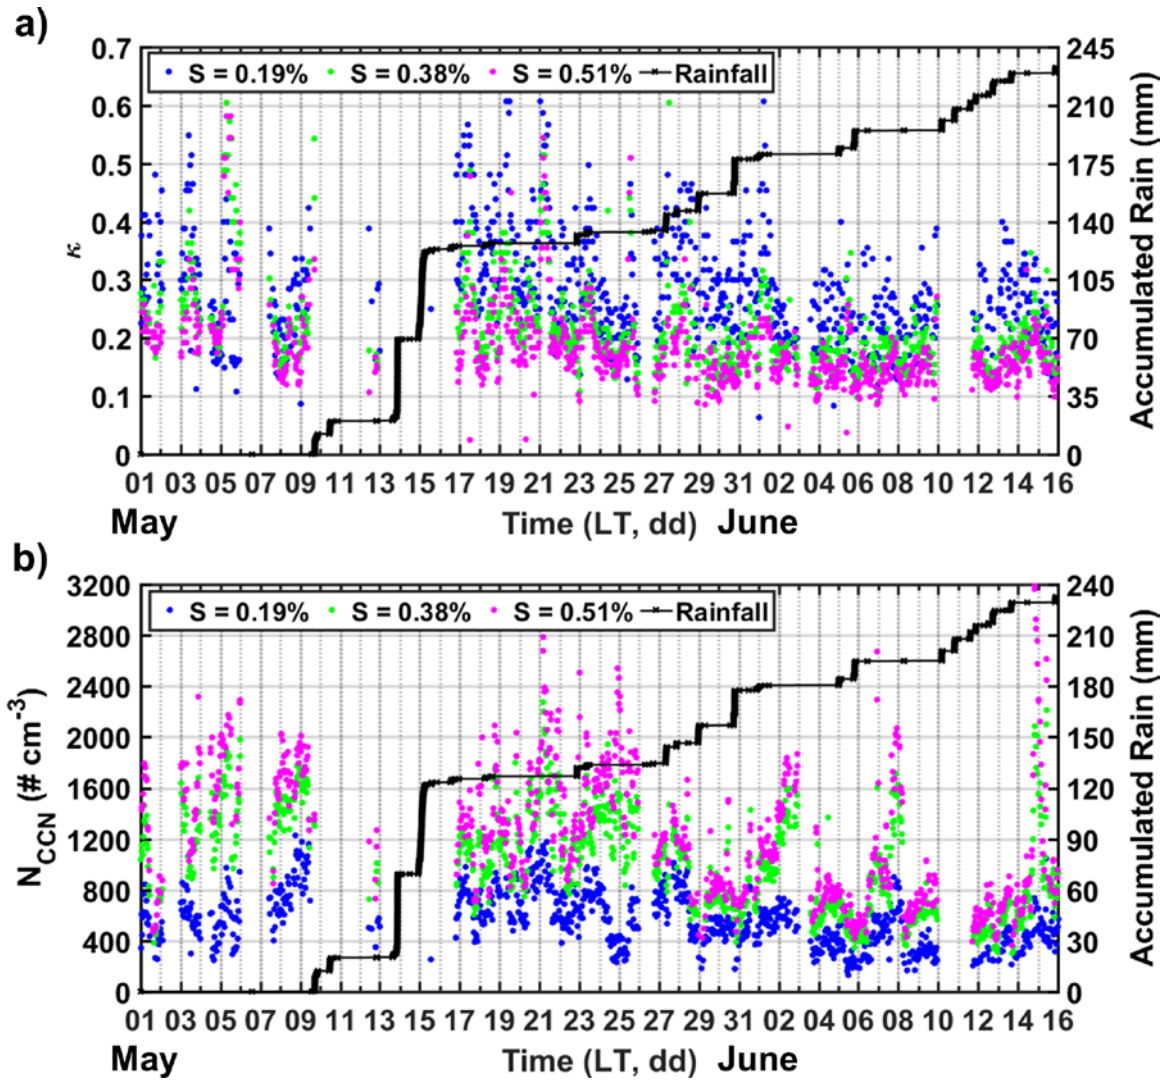 a)
0.7
0.6
0.5
0.4
0.3
0.2
0.1
0
κ
S = 0.19% S = 0.38% S = 0.51% Rainfall
245
210
175
140
105
70
35
0
Accumulated Rain (mm)
01 03 05 07 09 11 13 15 17 19 21 23 25 27 29 31 02 04 06 08 10 12 14 16
May Time (LT, dd) June
b)
3200
2800
2400
2000
1600
1200
800
400
0
N_CCN (# cm^-3)
S = 0.19% S = 0.38% S = 0.51% Rainfall
240
210
180
150
120
90
60
30
0
Accumulated Rain (mm)
01 03 05 07 09 11 13 15 17 19 21 23 25 27 29 31 02 04 06 08 10 12 14 16
May Time (LT, dd) June